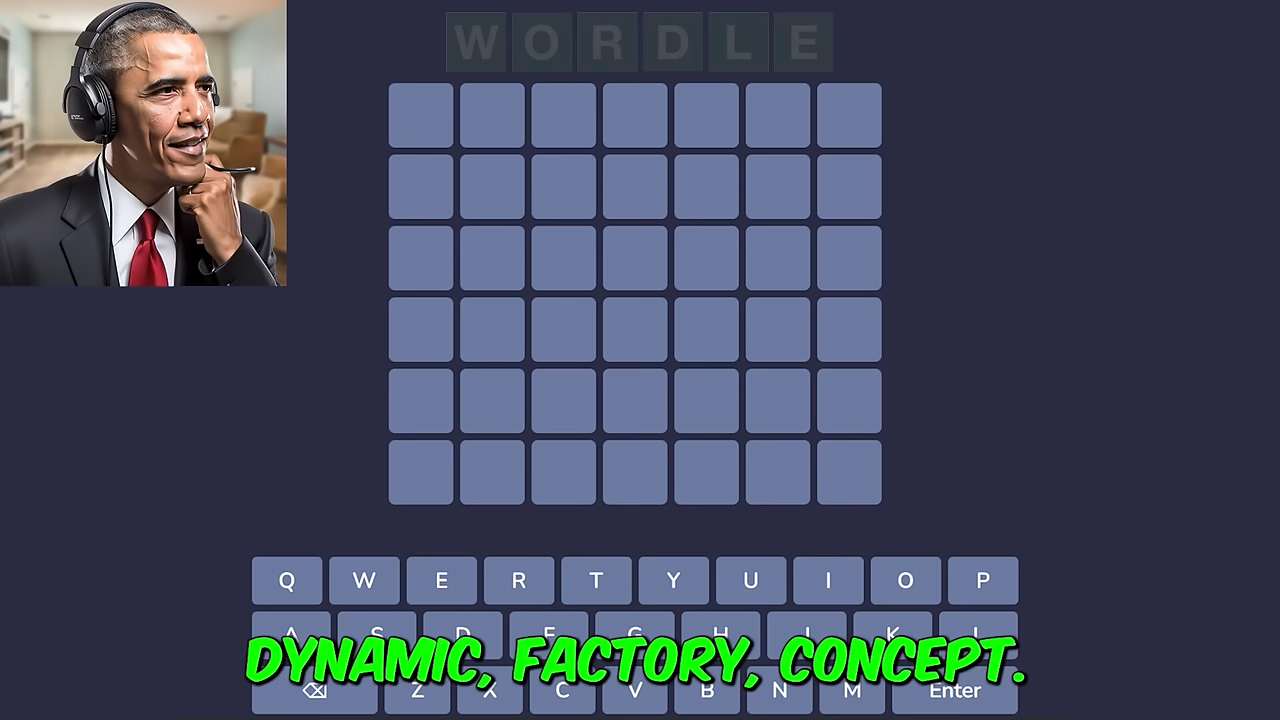 WORDLE
Q W E R T Y U I O P
A S D F G H J K L
DYNAMIC, FACTORY, CONCEPT.
Z X C V B N M Enter